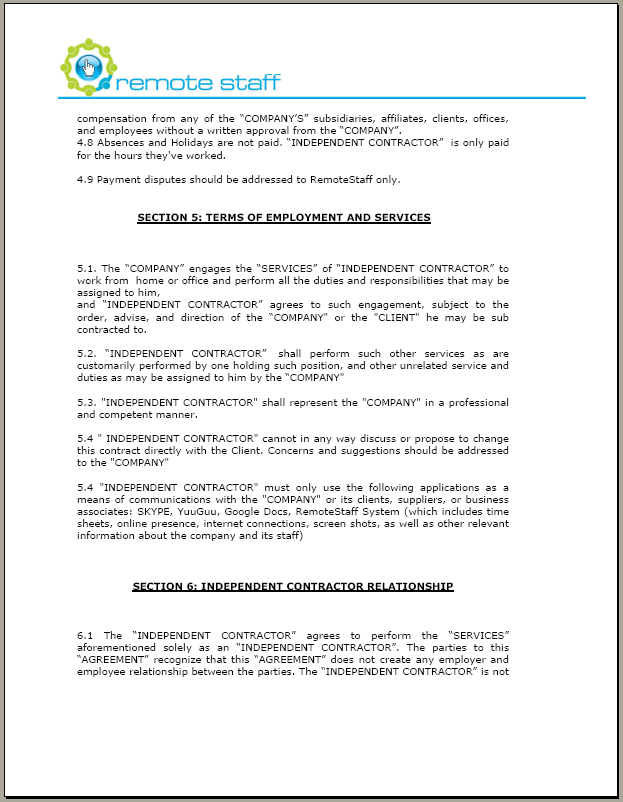 remote staff
compensation from any of the “COMPANY’S” subsidiaries, affiliates, clients, offices,
and employees without a written approval from the “COMPANY”.
4.8 Absences and Holidays are not paid. “INDEPENDENT CONTRACTOR” is only paid
for the hours they've worked.
4.9 Payment disputes should be addressed to RemoteStaff only.
SECTION 5: TERMS OF EMPLOYMENT AND SERVICES
5.1. The “COMPANY” engages the “SERVICES” of “INDEPENDENT CONTRACTOR” to
work from home or office and perform all the duties and responsibilities that may be
assigned to him,
and “INDEPENDENT CONTRACTOR” agrees to such engagement, subject to the
order, advise, and direction of the “COMPANY" or the "CLIENT" he may be sub
contracted to.
5.2. “INDEPENDENT CONTRACTOR” shall perform such other services as are
customarily performed by one holding such position, and other unrelated service and
duties as may be assigned to him by the “COMPANY"
5.3. "INDEPENDENT CONTRACTOR" shall represent the "COMPANY" in a professional
and competent manner.
5.4 " INDEPENDENT CONTRACTOR" cannot in any way discuss or propose to change
this contract directly with the Client. Concerns and suggestions should be addressed
to the "COMPANY"
5.4 "INDEPENDENT CONTRACTOR" must only use the following applications as a
means of communications with the "COMPANY" or its clients, suppliers, or business
associates: SKYPE, YuuGuu, Google Docs, RemoteStaff System (which includes time
sheets, online presence, internet connections, screen shots, as well as other relevant
information about the company and its staff)
SECTION 6: INDEPENDENT CONTRACTOR RELATIONSHIP
6.1 The “INDEPENDENT CONTRACTOR” agrees to perform the “SERVICES”
aforementioned solely as an “INDEPENDENT CONTRACTOR”. The parties to this
“AGREEMENT” recognize that this “AGREEMENT” does not create any employer and
employee relationship between the parties. The “INDEPENDENT CONTRACTOR” is not